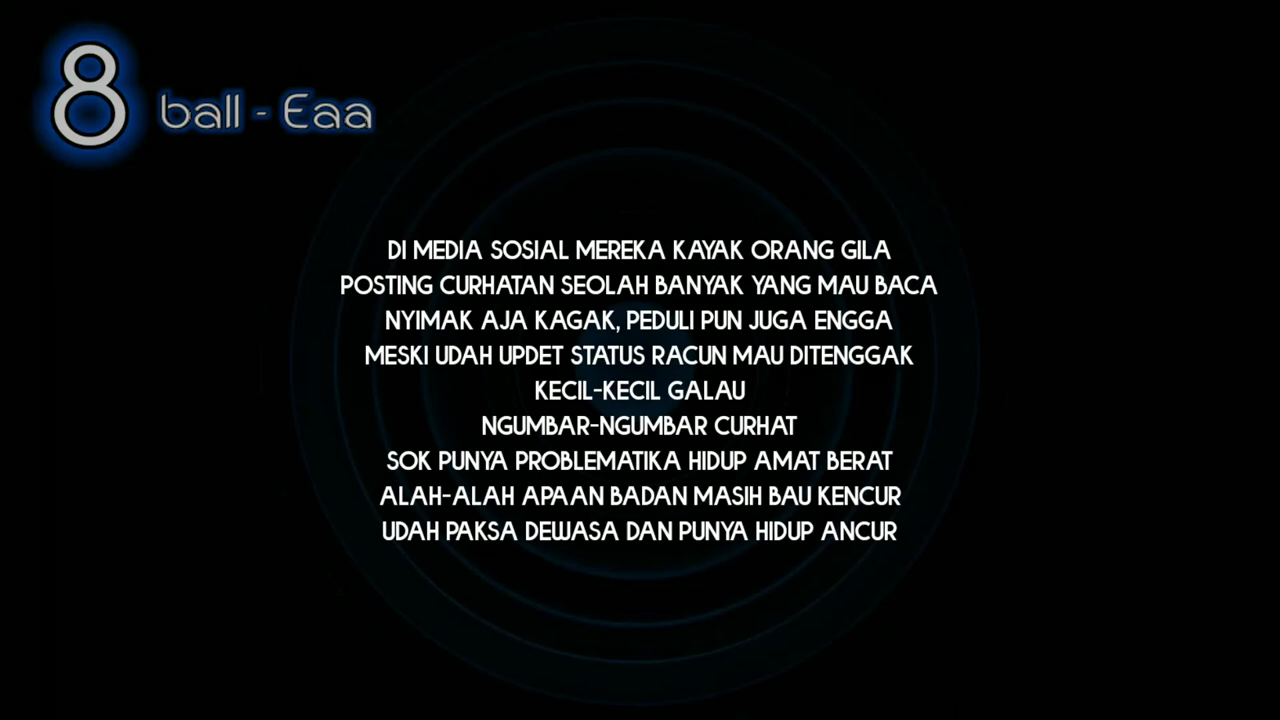 8 ball - Eaa
DI MEDIA SOSIAL MEREKA KAYAK ORANG GILA
POSTING CURHATAN SEOLAH BANYAK YANG MAU BACA
NYIMAK AJA KAGAK, PEDULI PUN JUGA ENGGA
MESKI UDAH UPDET STATUS RACUN MAU DITENGGAK
KECIL-KECIL GALAU
NGUMBAR-NGUMBAR CURHAT
SOK PUNYA PROBLEMATIKA HIDUP AMAT BERAT
ALAH-ALAH APAAN BADAN MASIH BAU KENCUR
UDAH PAKSA DEWASA DAN PUNYA HIDUP ANCUR